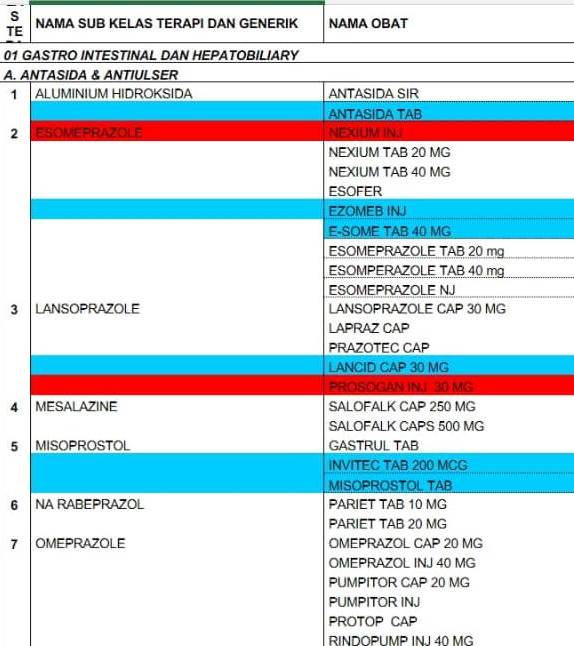 S
TE
NAMA SUB KELAS TERAPI DAN GENERIK NAMA OBAT
01 GASTRO INTESTINAL DAN HEPATOBILIARY
A. ANTASIDA & ANTIULSER
1 ALUMINIUM HIDROKSIDA ANTASIDA SIR
ANTASIDA TAB
2 ESOMEPRAZOLE NEXIUM INJ
NEXIUM TAB 20 MG
NEXIUM TAB 40 MG
ESOFER
EZOMEB INJ
E-SOME TAB 40 MG
ESOMEPRAZOLE TAB 20 mg
ESOMPERAZOLE TAB 40 mg
ESOMEPRAZOLE NJ
3 LANSOPRAZOLE LANSOPRAZOLE CAP 30 MG
LAPRAZ CAP
PRAZOTEC CAP
LANCID CAP 30 MG
PROSOGAN INJ 30 MG
4 MESALAZINE SALOFALK CAP 250 MG
SALOFALK CAPS 500 MG
5 MISOPROSTOL GASTRUL TAB
INVITEC TAB 200 MCG
MISOPROSTOL TAB
6 NA RABEPRAZOL PARIET TAB 10 MG
PARIET TAB 20 MG
7 OMEPRAZOLE OMEPRAZOL CAP 20 MG
OMEPRAZOL INJ 40 MG
PUMPITOR CAP 20 MG
PUMPITOR INJ
PROTOP CAP
RINDOPUMP INJ 40 MG